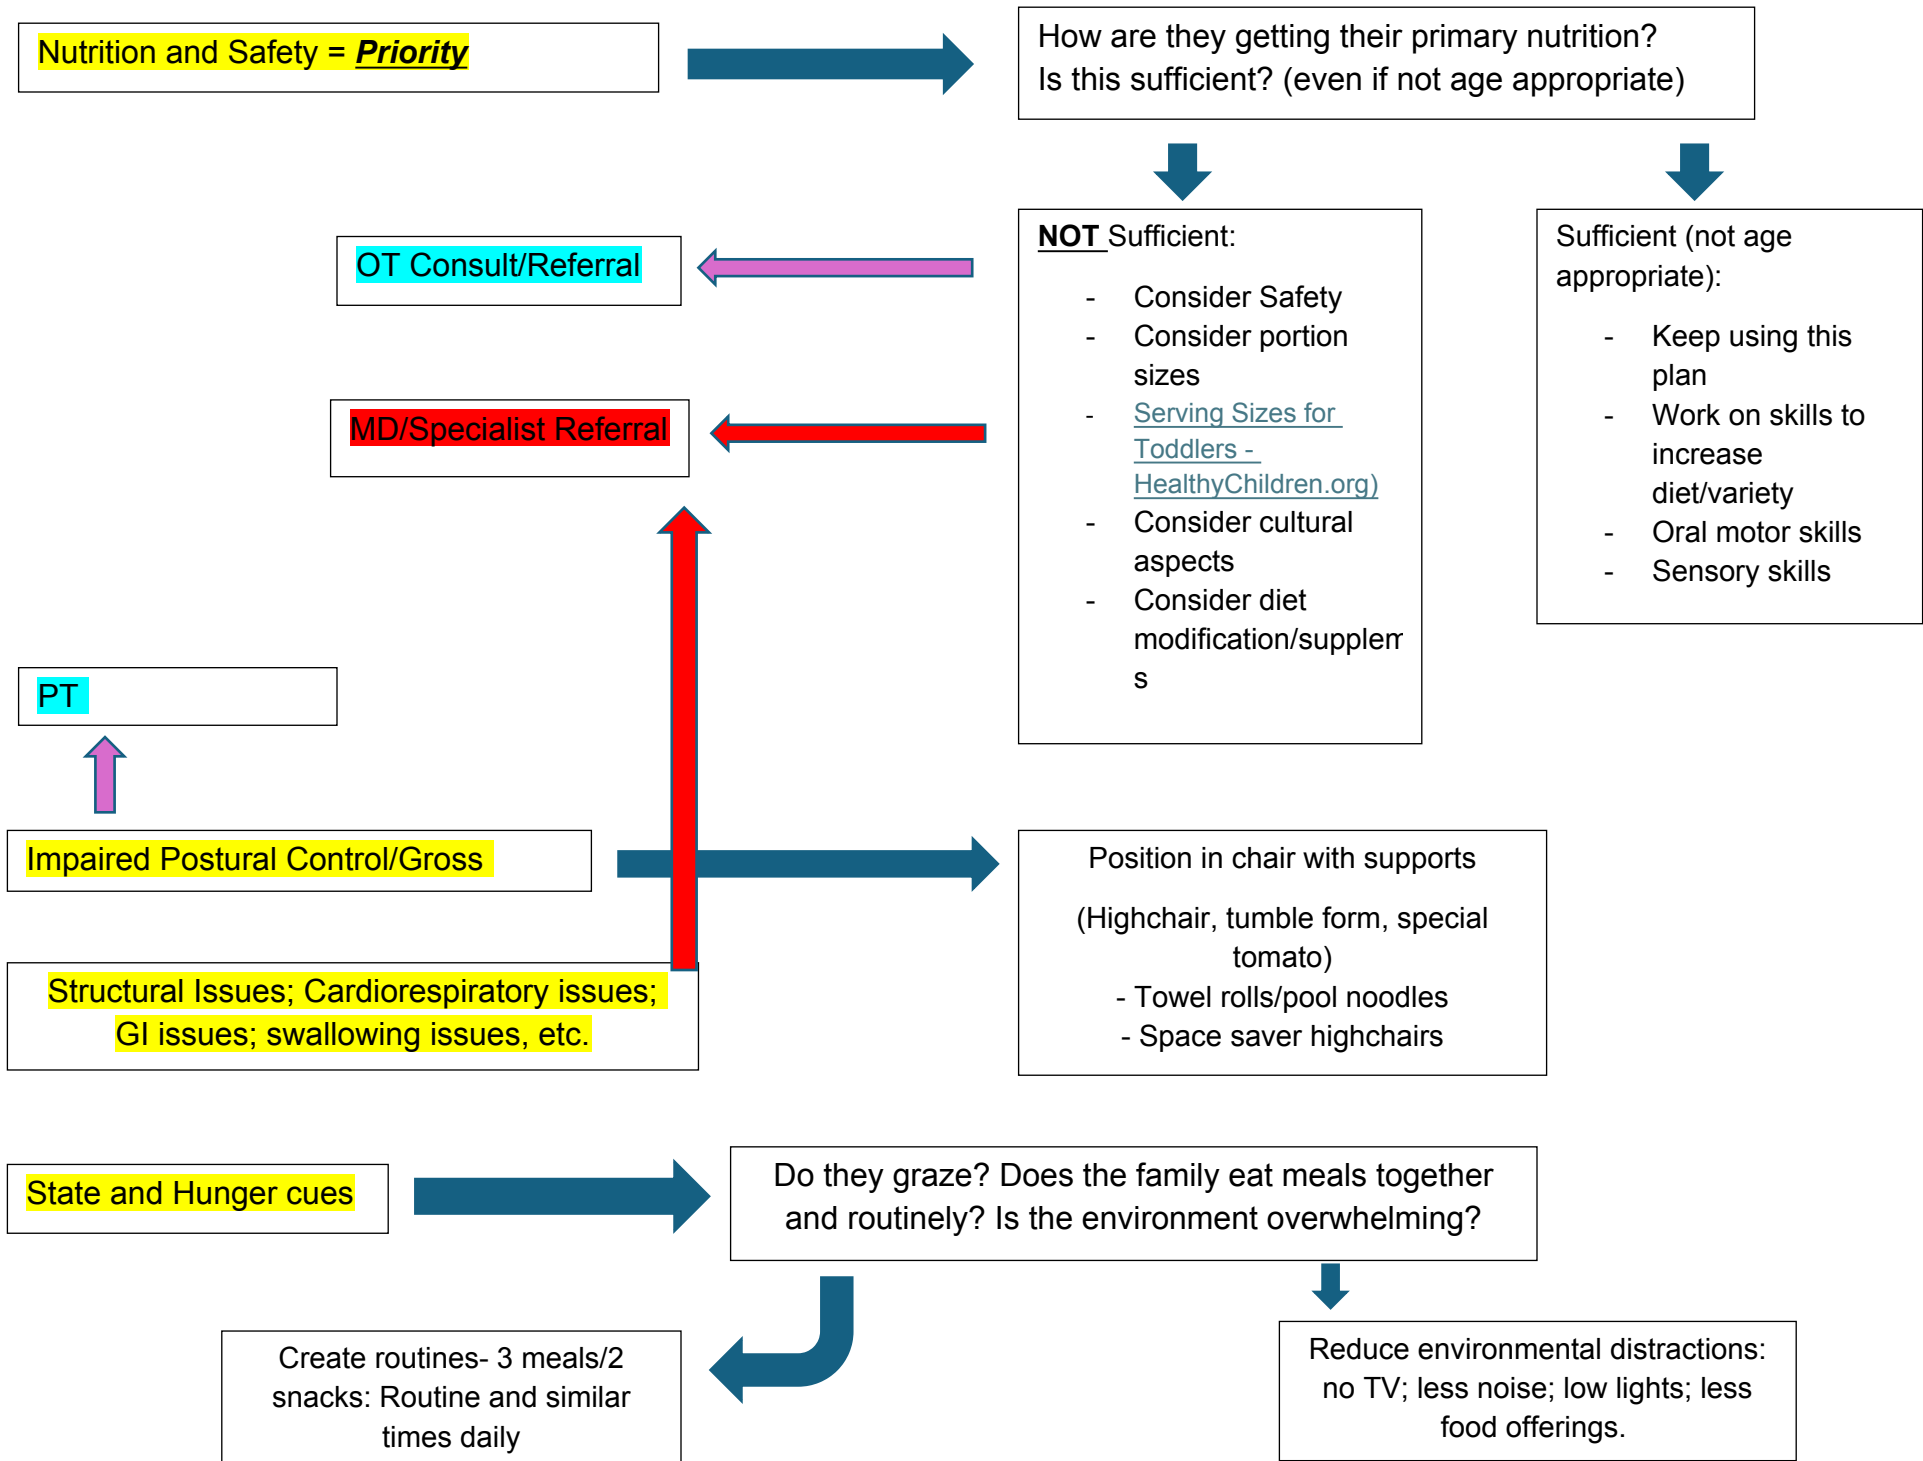 Nutrition and Safety = Priority
How are they getting their primary nutrition?
Is this sufficient? (even if not age appropriate)
OT Consult/Referral
MD/Specialist Referral
NOT Sufficient:
- Consider Safety
- Consider portion
sizes
- Serving Sizes for
Toddlers -
HealthyChildren.org)
- Consider cultural
aspects
- Consider diet
modification/supplem
s
Sufficient (not age
appropriate):
- Keep using this
plan
- Work on skills to
increase
diet/variety
- Oral motor skills
- Sensory skills
PT
Impaired Postural Control/Gross
Position in chair with supports
(Highchair, tumble form, special
tomato)
- Towel rolls/pool noodles
- Space saver highchairs
Structural Issues; Cardiorespiratory issues;
GI issues; swallowing issues, etc.
State and Hunger cues
Do they graze? Does the family eat meals together
and routinely? Is the environment overwhelming?
Create routines- 3 meals/2
snacks: Routine and similar
times daily
Reduce environmental distractions:
no TV; less noise; low lights; less
food offerings.